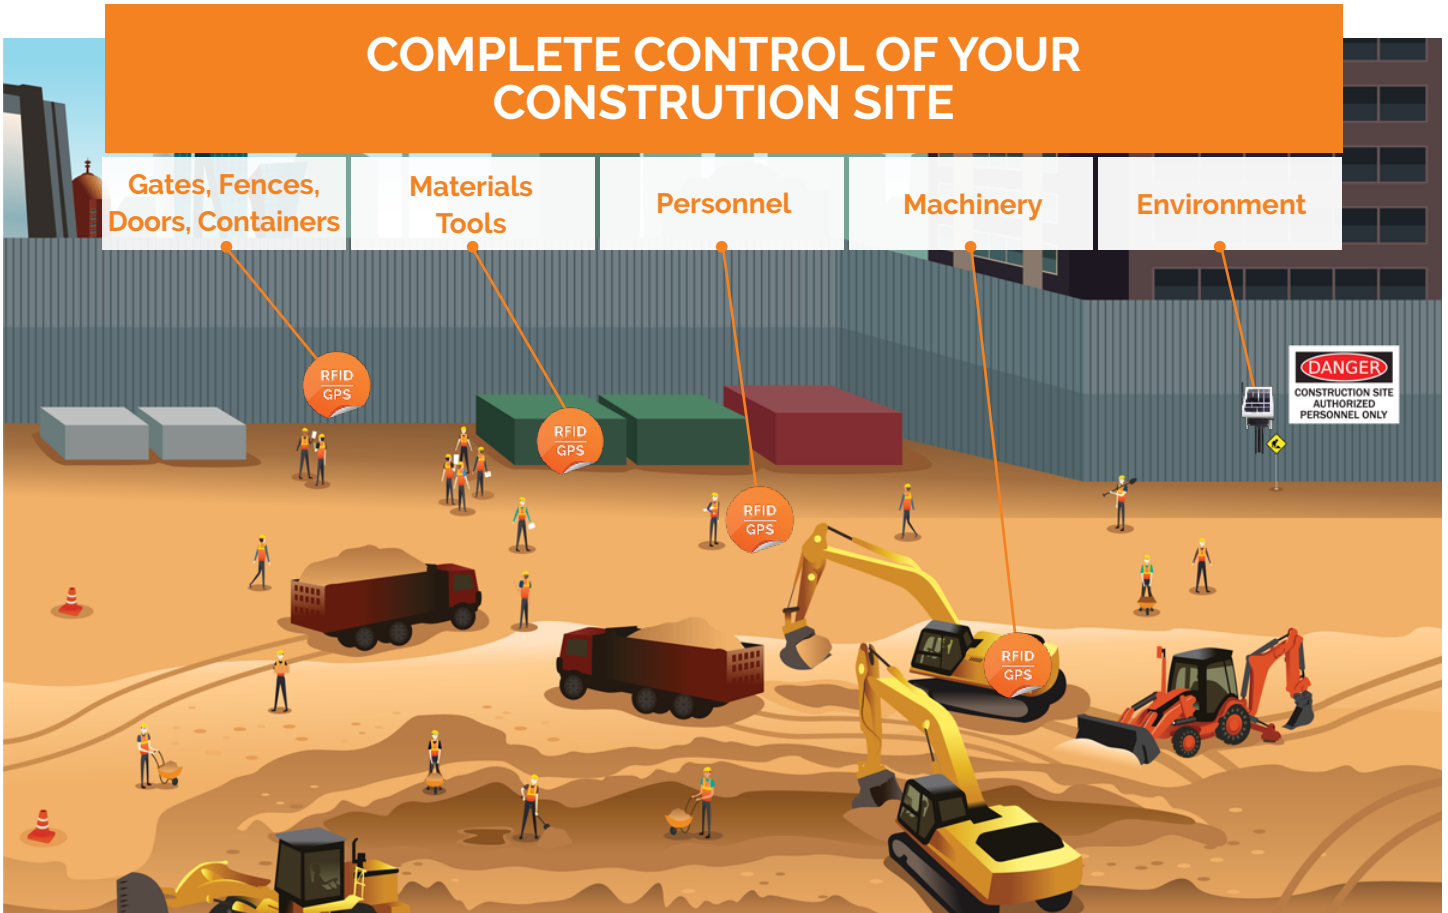 COMPLETE CONTROL OF YOUR
CONSTRUTION SITE
Gates, Fences,
Doors, Containers
Materials
Tools
Personnel
Machinery
Environment
RFID
GPS
RFID
GPS
RFID
GPS
RFID
GPS
DANGER
CONSTRUCTION SITE
AUTHORIZED
PERSONNEL ONLY